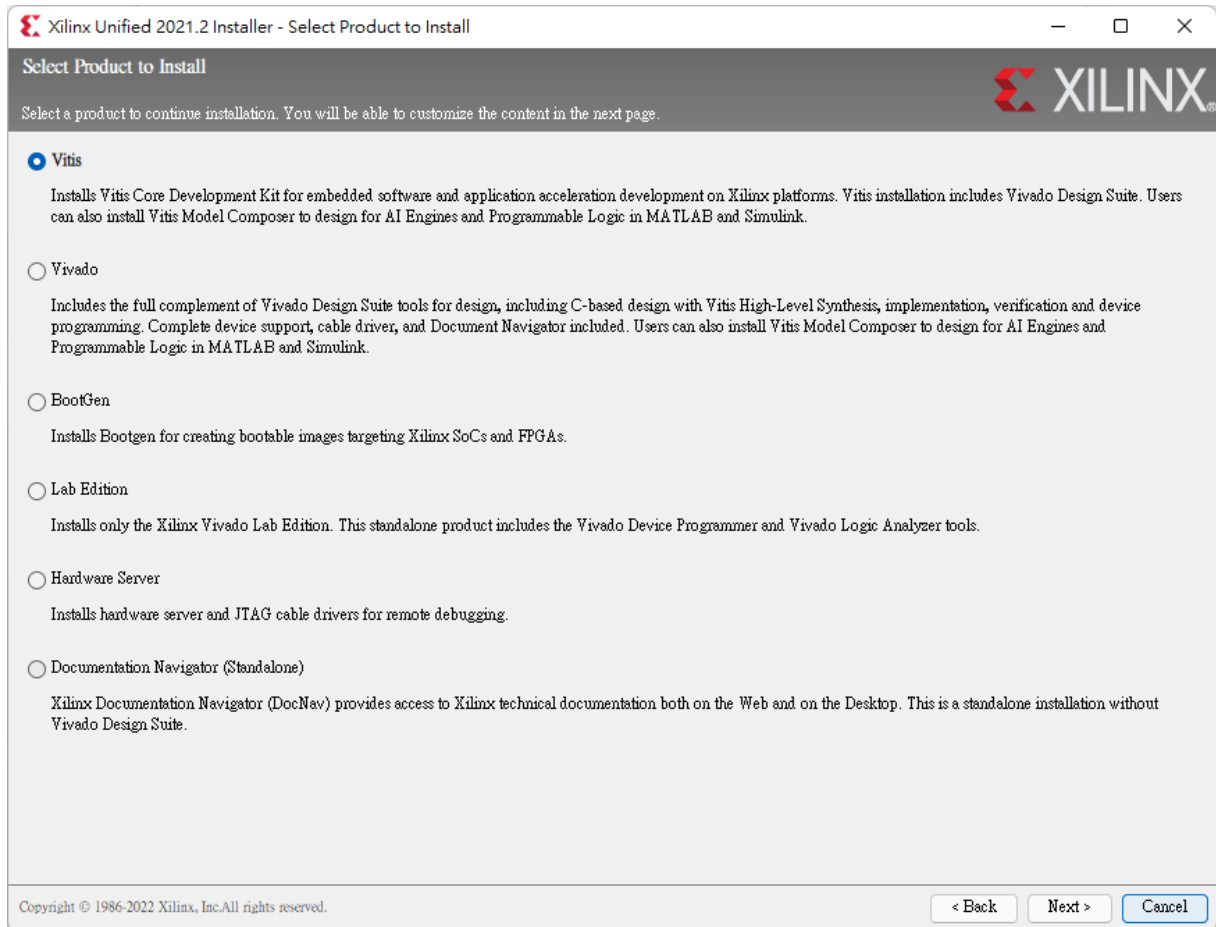 Xilinx Unified 2021.2 Installer - Select Product to Install
Select Product to Install
Select a product to continue installation. You will be able to customize the content in the next page.
XILINX®
Vitis
Installs Vitis Core Development Kit for embedded software and application acceleration development on Xilinx platforms. Vitis installation includes Vivado Design Suite. Users
can also install Vitis Model Composer to design for AI Engines and Programmable Logic in MATLAB and Simulink.
Vivado
Includes the full complement of Vivado Design Suite tools for design, including C-based design with Vitis High-Level Synthesis, implementation, verification and device
programming. Complete device support, cable driver, and Document Navigator included. Users can also install Vitis Model Composer to design for AI Engines and
Programmable Logic in MATLAB and Simulink.
BootGen
Installs Bootgen for creating bootable images targeting Xilinx SoCs and FPGAs.
Lab Edition
Installs only the Xilinx Vivado Lab Edition. This standalone product includes the Vivado Device Programmer and Vivado Logic Analyzer tools.
Hardware Server
Installs hardware server and JTAG cable drivers for remote debugging.
Documentation Navigator (Standalone)
Xilinx Documentation Navigator (DocNav) provides access to Xilinx technical documentation both on the Web and on the Desktop. This is a standalone installation without
Vivado Design Suite.
Copyright © 1986-2022 Xilinx, Inc.All rights reserved.
< Back Next > Cancel